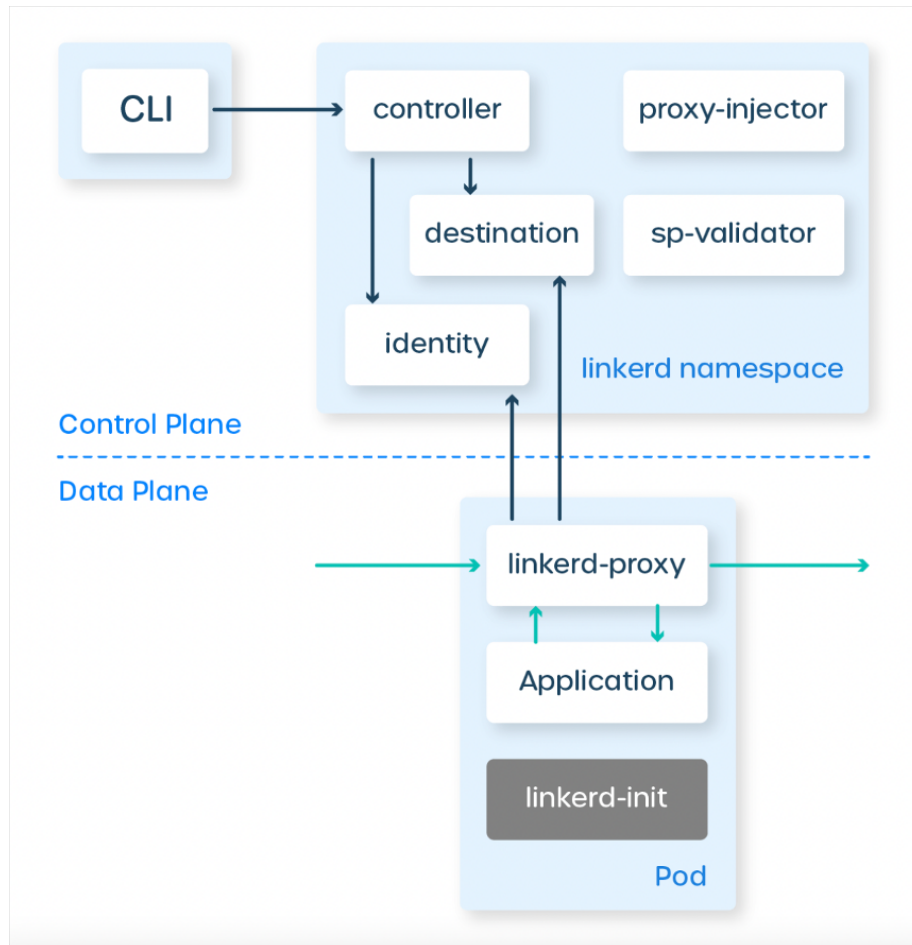 CLI
controller
proxy-injector
destination
sp-validator
identity
linkerd namespace
Control Plane
Data Plane
linkerd-proxy
Application
linkerd-init
Pod